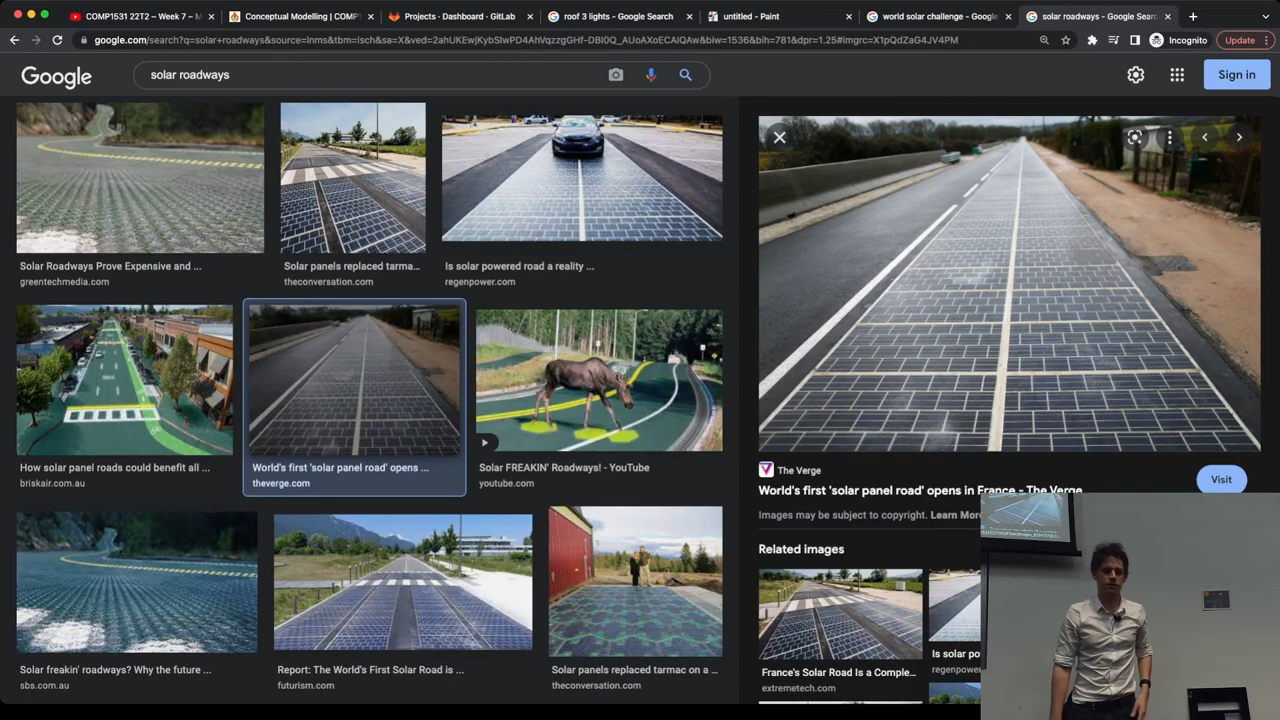 COMP1531 22T2 – Week 7 – M
Conceptual Modelling | COMP1
Projects · Dashboard · GitLab
roof 3 lights - Google Search
untitled - Paint
world solar challenge - Google
solar roadways - Google Searc
google.com/search?q=solar+roadways&source=lnms&tbm=isch&sa=X&ved=2ahUKEwjKybSIwPD4AhVqzzgGHf-DBI0Q_AUoAXoECAIQAw&biw=1536&bih=781&dpr=1.25#imgrc=X1pQdZaG4JV4PM
Incognito
Update
Google
solar roadways
Sign in
Solar Roadways Prove Expensive and ...
greentechmedia.com
Solar panels replaced tarma...
theconversation.com
Is solar powered road a reality ...
regenpower.com
How solar panel roads could benefit all ...
briskair.com.au
World's first 'solar panel road' opens ...
theverge.com
Solar FREAKIN' Roadways! - YouTube
youtube.com
Solar freakin' roadways? Why the future ...
sbs.com.au
Report: The World's First Solar Road is ...
futurism.com
Solar panels replaced tarmac on a ...
theconversation.com
The Verge
World's first 'solar panel road' opens in France - The Verge
Visit
Images may be subject to copyright. Learn More
Related images
France's Solar Road Is a Comple...
extremetech.com
Is solar po
regenpowe